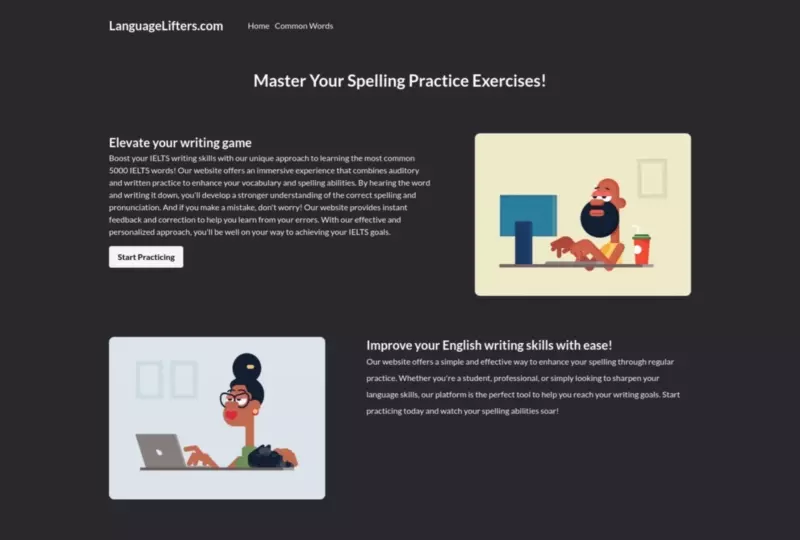 LanguageLifters.com
Home Common Words
Master Your Spelling Practice Exercises!
Elevate your writing game
Boost your IELTS writing skills with our unique approach to learning the most common
5000 IELTS words! Our website offers an immersive experience that combines auditory
and written practice to enhance your vocabulary and spelling abilities. By hearing the word
and writing it down, you'll develop a stronger understanding of the correct spelling and
pronunciation. And if you make a mistake, don't worry! Our website provides instant
feedback and correction to help you learn from your errors. With our effective and
personalized approach, you'll be well on your way to achieving your IELTS goals.
Start Practicing
Improve your English writing skills with ease!
Our website offers a simple and effective way to enhance your spelling through regular
practice. Whether you're a student, professional, or simply looking to sharpen your
language skills, our platform is the perfect tool to help you reach your writing goals. Start
practicing today and watch your spelling abilities soar!